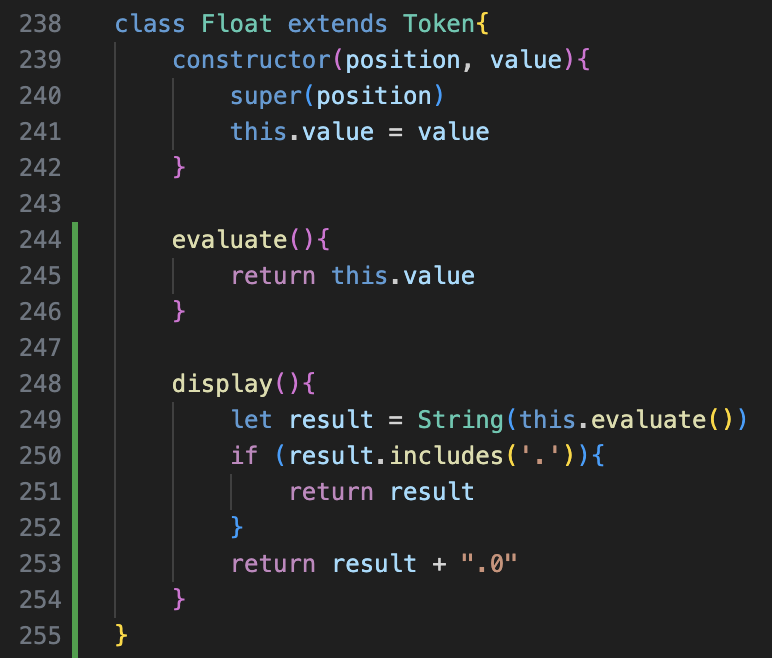 238 class Float extends Token{
239     constructor(position, value){
240         super(position)
241         this.value = value
242     }
243
244     evaluate(){
245         return this.value
246     }
247
248     display(){
249         let result = String(this.evaluate())
250         if (result.includes('.')){
251             return result
252         }
253         return result + ".0"
254     }
255 }